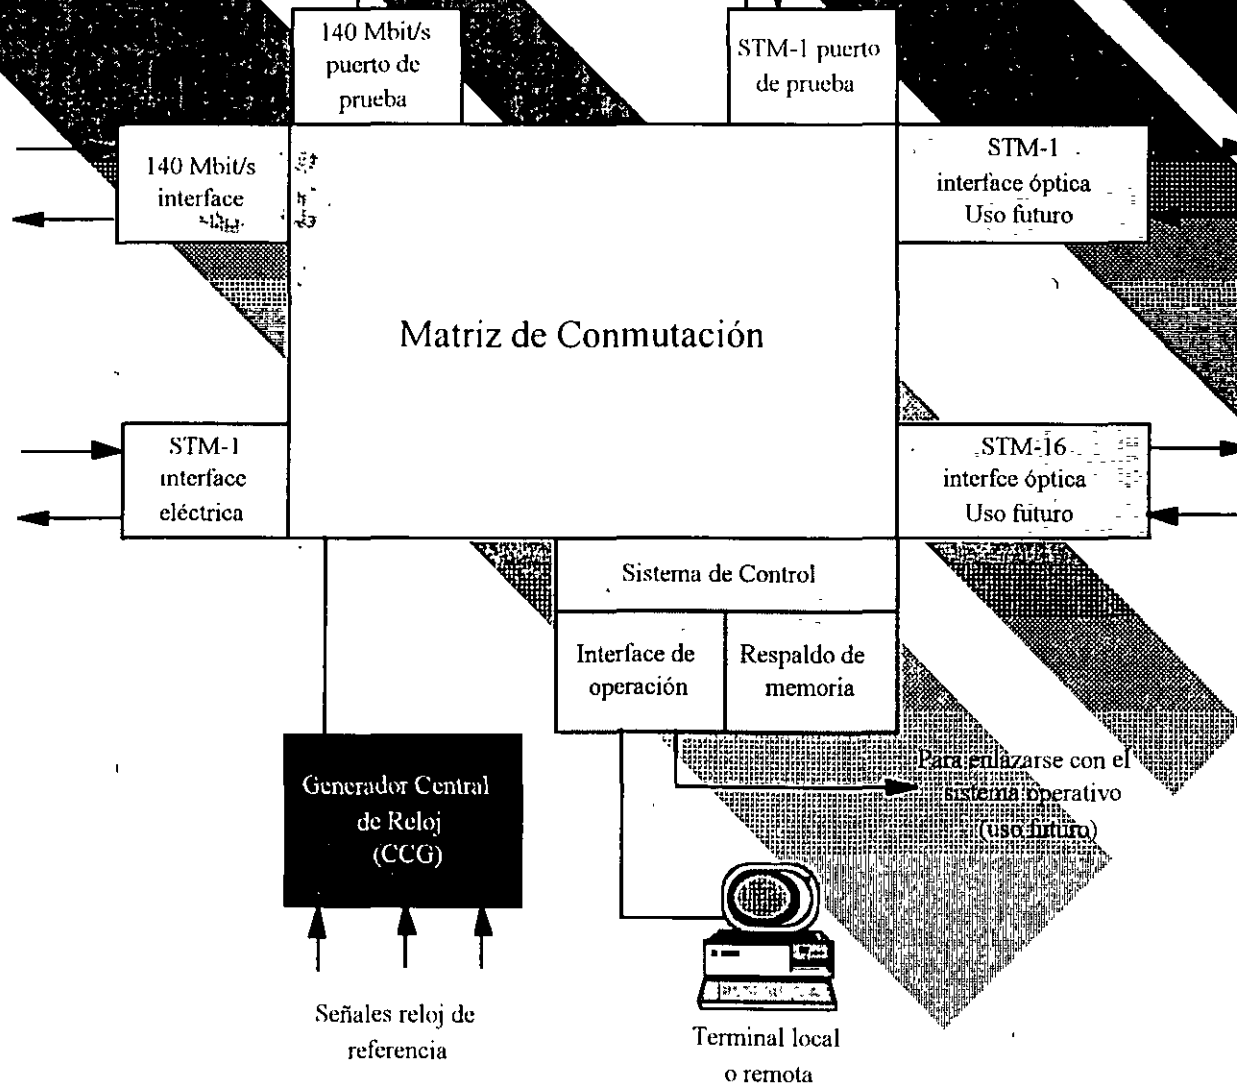 140 Mbit/s
puerto de
prueba
STM-1 puerto
de prueba
140 Mbit/s
interface
STM-1
interface óptica
Uso futuro
Matriz de Conmutación
STM-1
interface
eléctrica
STM-16
interfce óptica
Uso futuro
Sistema de Control
Interface de
operación
Respaldo de
memoria
Generador Central
de Reloj
(CCG)
Para enlazarse con el
sistema operativo
(uso futuro)
Señales reloj de
referencia
Terminal local
o remota